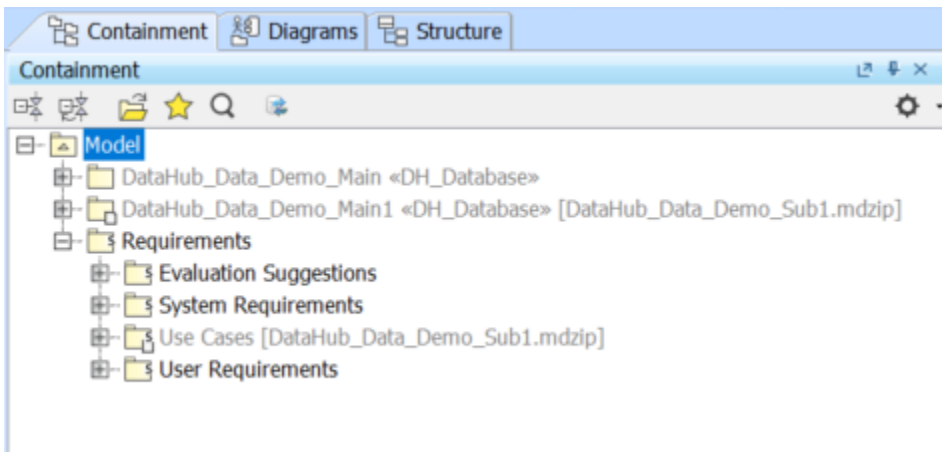 Containment Diagrams Structure
Containment
Model
DataHub_Data_Demo_Main «DH_Database»
DataHub_Data_Demo_Main1 «DH_Database» [DataHub_Data_Demo_Sub1.mdzip]
Requirements
Evaluation Suggestions
System Requirements
Use Cases [DataHub_Data_Demo_Sub1.mdzip]
User Requirements